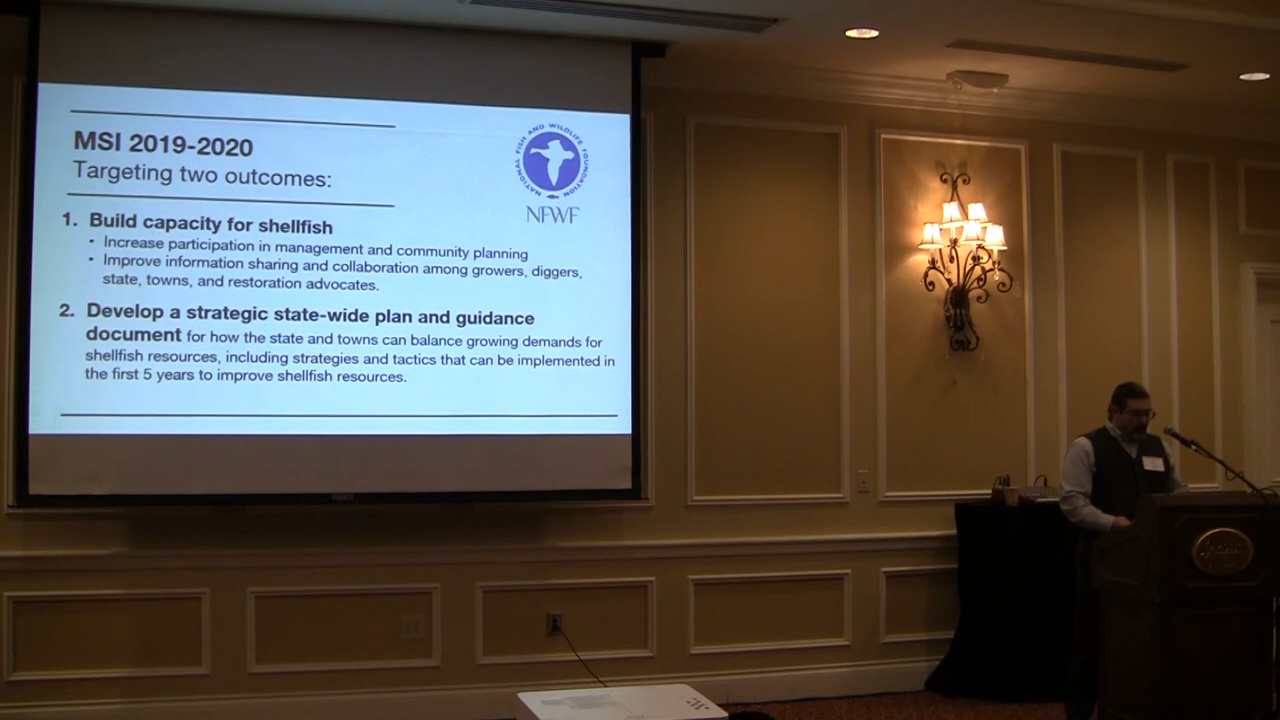 MSI 2019-2020
Targeting two outcomes:
NATIONAL FISH AND WILDLIFE FOUNDATION
NFWF
1. Build capacity for shellfish
• Increase participation in management and community planning
• Improve information sharing and collaboration among growers, diggers,
state, towns, and restoration advocates.
2. Develop a strategic state-wide plan and guidance
document for how the state and towns can balance growing demands for
shellfish resources, including strategies and tactics that can be implemented in
the first 5 years to improve shellfish resources.